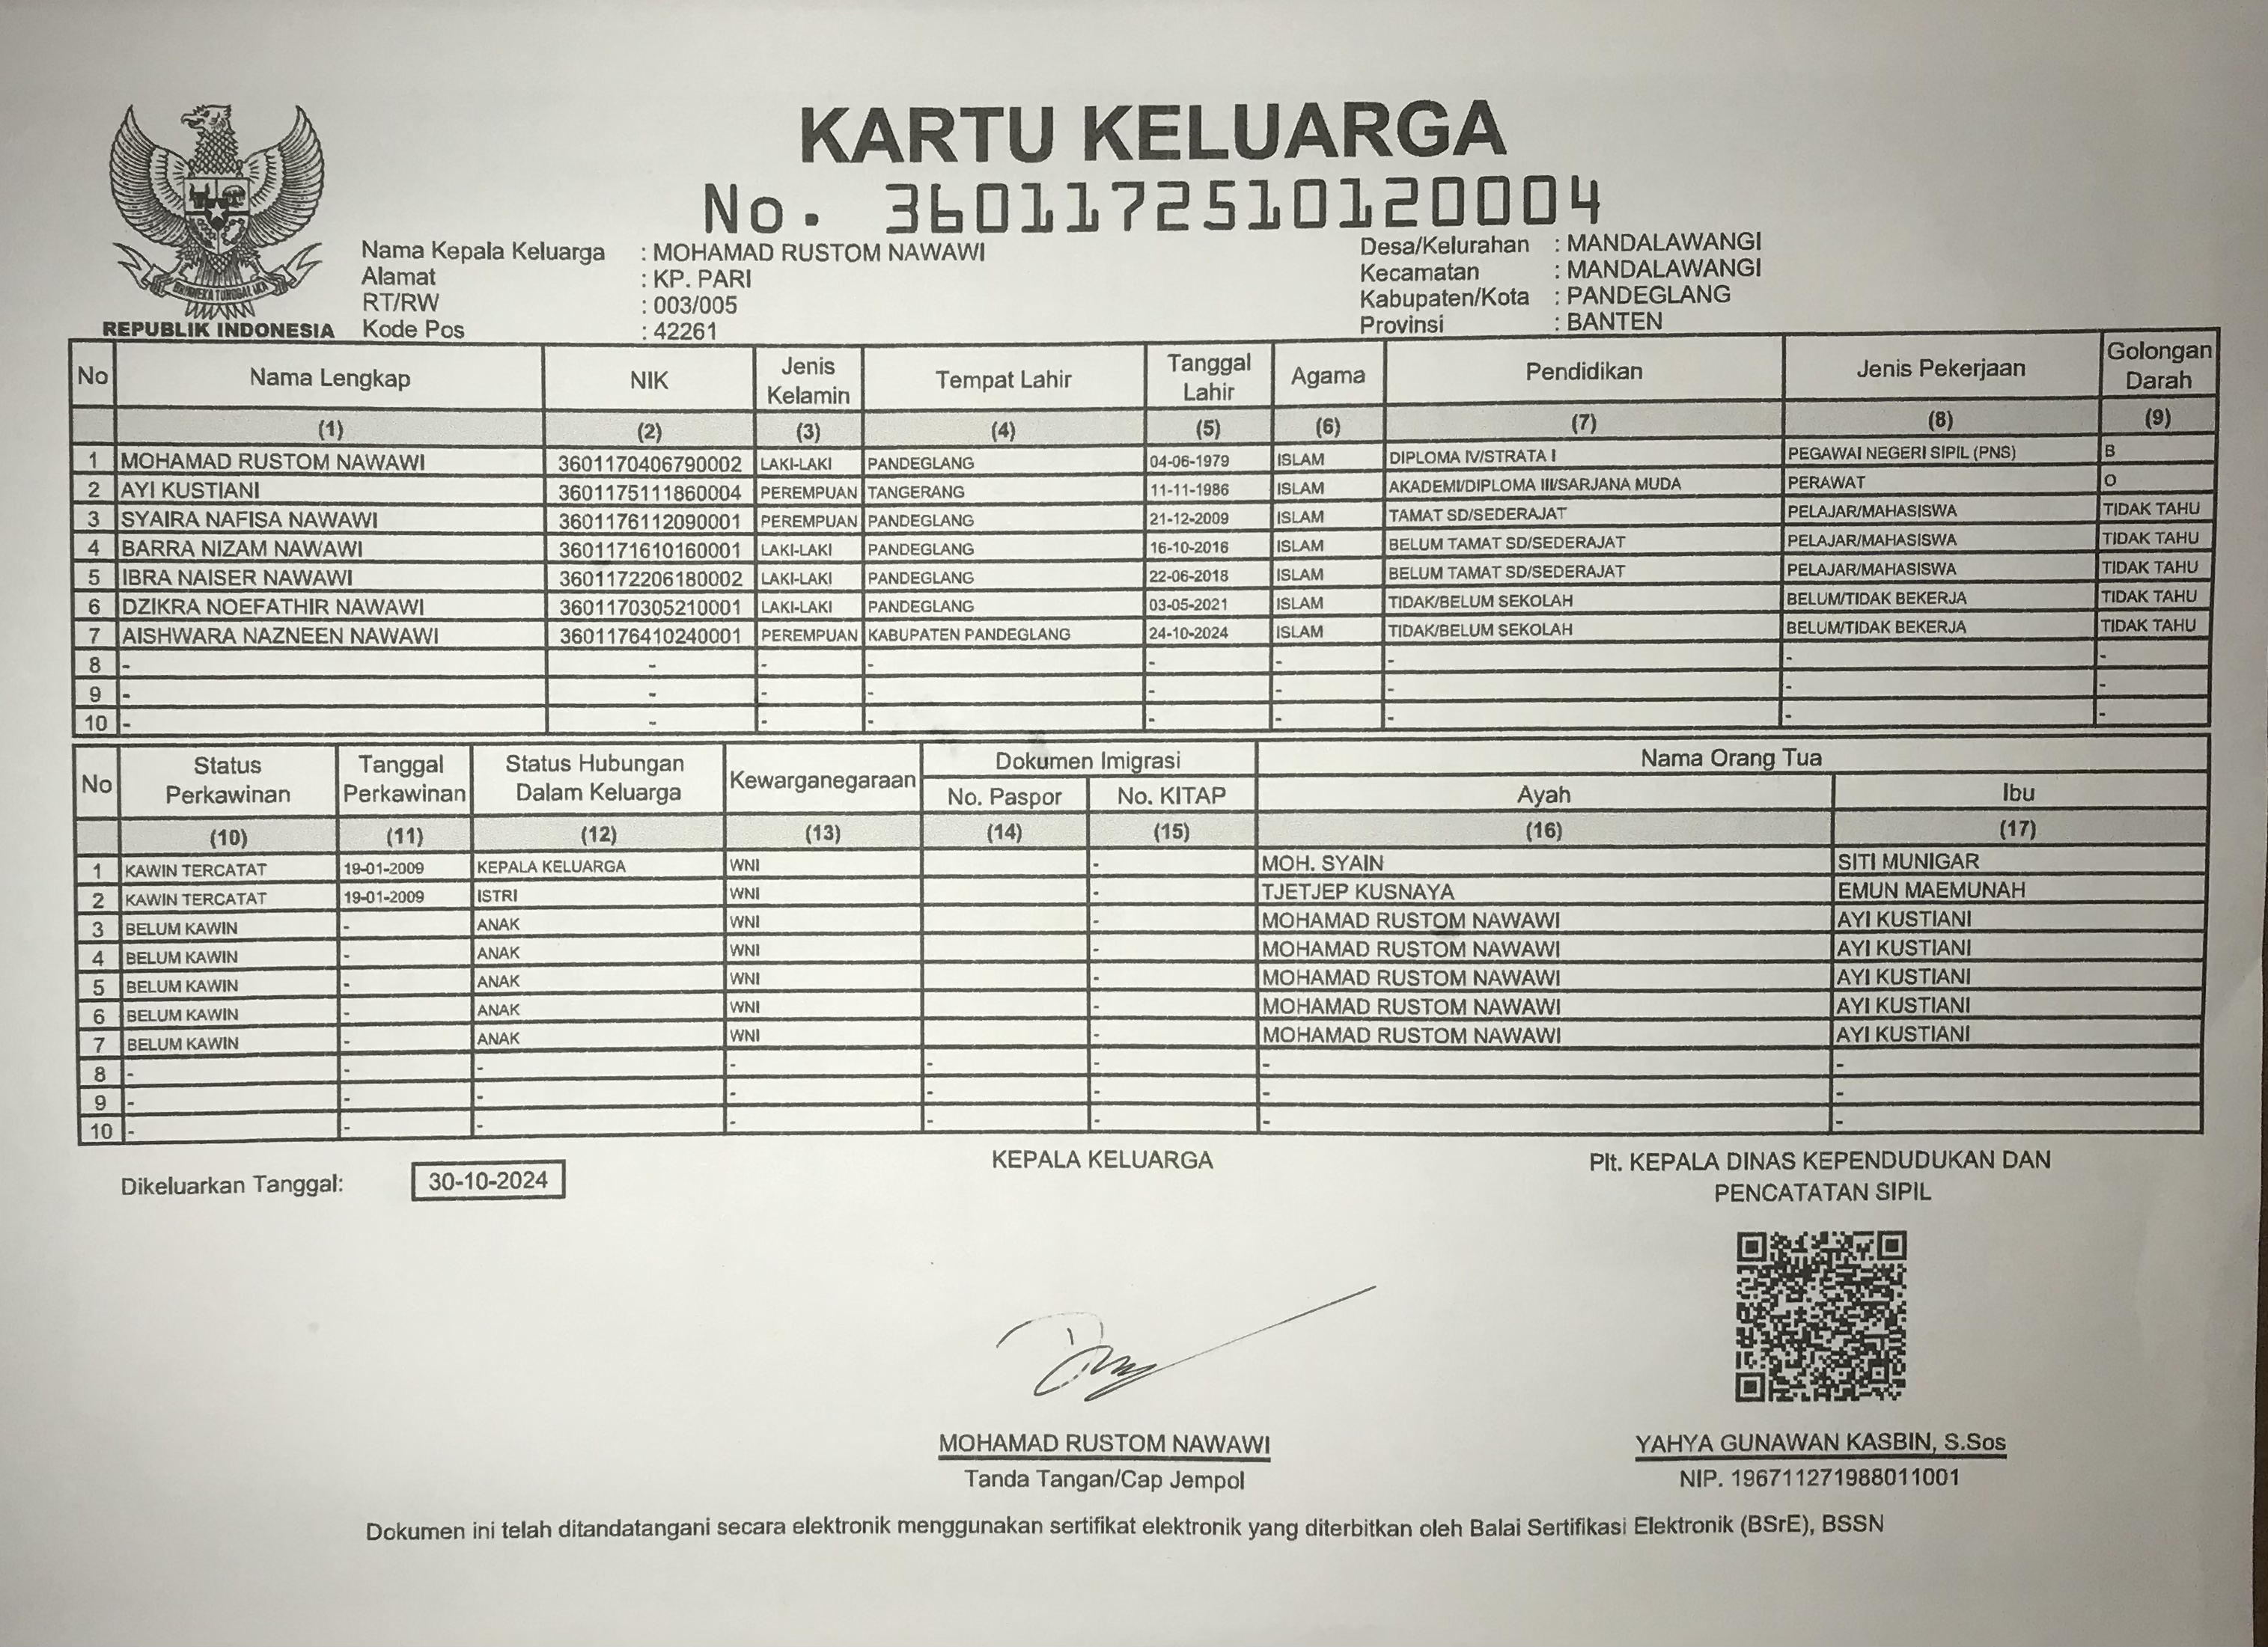 KARTU KELUARGA
No. 3601172510120004
BHINNEKA TUNGGAL IKA
REPUBLIK INDONESIA
Nama Kepala Keluarga : MOHAMAD RUSTOM NAWAWI
Alamat : KP. PARI
RT/RW : 003/005
Kode Pos : 42261
Desa/Kelurahan : MANDALAWANGI
Kecamatan : MANDALAWANGI
Kabupaten/Kota : PANDEGLANG
Provinsi : BANTEN
No Nama Lengkap NIK Jenis Kelamin Tempat Lahir Tanggal Lahir Agama Pendidikan Jenis Pekerjaan Golongan Darah
(1) (2) (3) (4) (5) (6) (7) (8) (9)
1 MOHAMAD RUSTOM NAWAWI 3601170406790002 LAKI-LAKI PANDEGLANG 04-06-1979 ISLAM DIPLOMA IV/STRATA I PEGAWAI NEGERI SIPIL (PNS) B
2 AYI KUSTIANI 3601175111860004 PEREMPUAN TANGERANG 11-11-1986 ISLAM AKADEMI/DIPLOMA III/SARJANA MUDA PERAWAT O
3 SYAIRA NAFISA NAWAWI 3601176112090001 PEREMPUAN PANDEGLANG 21-12-2009 ISLAM TAMAT SD/SEDERAJAT PELAJAR/MAHASISWA TIDAK TAHU
4 BARRA NIZAM NAWAWI 3601171610160001 LAKI-LAKI PANDEGLANG 16-10-2016 ISLAM BELUM TAMAT SD/SEDERAJAT PELAJAR/MAHASISWA TIDAK TAHU
5 IBRA NAISER NAWAWI 3601172206180002 LAKI-LAKI PANDEGLANG 22-06-2018 ISLAM BELUM TAMAT SD/SEDERAJAT PELAJAR/MAHASISWA TIDAK TAHU
6 DZIKRA NOEFATHIR NAWAWI 3601170305210001 LAKI-LAKI PANDEGLANG 03-05-2021 ISLAM TIDAK/BELUM SEKOLAH BELUM/TIDAK BEKERJA TIDAK TAHU
7 AISHWARA NAZNEEN NAWAWI 3601176410240001 PEREMPUAN KABUPATEN PANDEGLANG 24-10-2024 ISLAM TIDAK/BELUM SEKOLAH BELUM/TIDAK BEKERJA TIDAK TAHU
8 - - - - - - - - -
9 - - - - - - - - -
10 - - - - - - - - -
No Status Perkawinan Tanggal Perkawinan Status Hubungan Dalam Keluarga Kewarganegaraan Dokumen Imigrasi Nama Orang Tua
No. Paspor No. KITAP Ayah Ibu
(10) (11) (12) (13) (14) (15) (16) (17)
1 KAWIN TERCATAT 19-01-2009 KEPALA KELUARGA WNI - MOH. SYAIN SITI MUNIGAR
2 KAWIN TERCATAT 19-01-2009 ISTRI WNI - TJETJEP KUSNAYA EMUN MAEMUNAH
3 BELUM KAWIN - ANAK WNI - MOHAMAD RUSTOM NAWAWI AYI KUSTIANI
4 BELUM KAWIN - ANAK WNI - MOHAMAD RUSTOM NAWAWI AYI KUSTIANI
5 BELUM KAWIN - ANAK WNI - MOHAMAD RUSTOM NAWAWI AYI KUSTIANI
6 BELUM KAWIN - ANAK WNI - MOHAMAD RUSTOM NAWAWI AYI KUSTIANI
7 BELUM KAWIN - ANAK WNI - MOHAMAD RUSTOM NAWAWI AYI KUSTIANI
8 - - - - - - - -
9 - - - - - - - -
10 - - - - - - - -
Dikeluarkan Tanggal: 30-10-2024
KEPALA KELUARGA
MOHAMAD RUSTOM NAWAWI
Tanda Tangan/Cap Jempol
Plt. KEPALA DINAS KEPENDUDUKAN DAN
PENCATATAN SIPIL
YAHYA GUNAWAN KASBIN, S.Sos
NIP. 196711271988011001
Dokumen ini telah ditandatangani secara elektronik menggunakan sertifikat elektronik yang diterbitkan oleh Balai Sertifikasi Elektronik (BSrE), BSSN